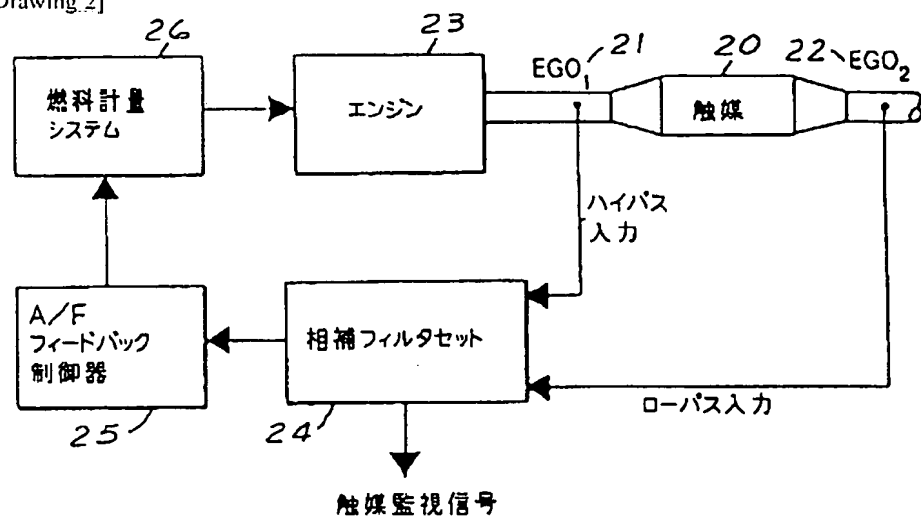 Drawing 2]
26
23
21
20
22
EGO1
EGO2
燃料計量
システム
エンジン
触媒
ハイパス
入力
A/F
フィードバック
制御器
相補フィルタセット
25
24
ローパス入力
触媒監視信号